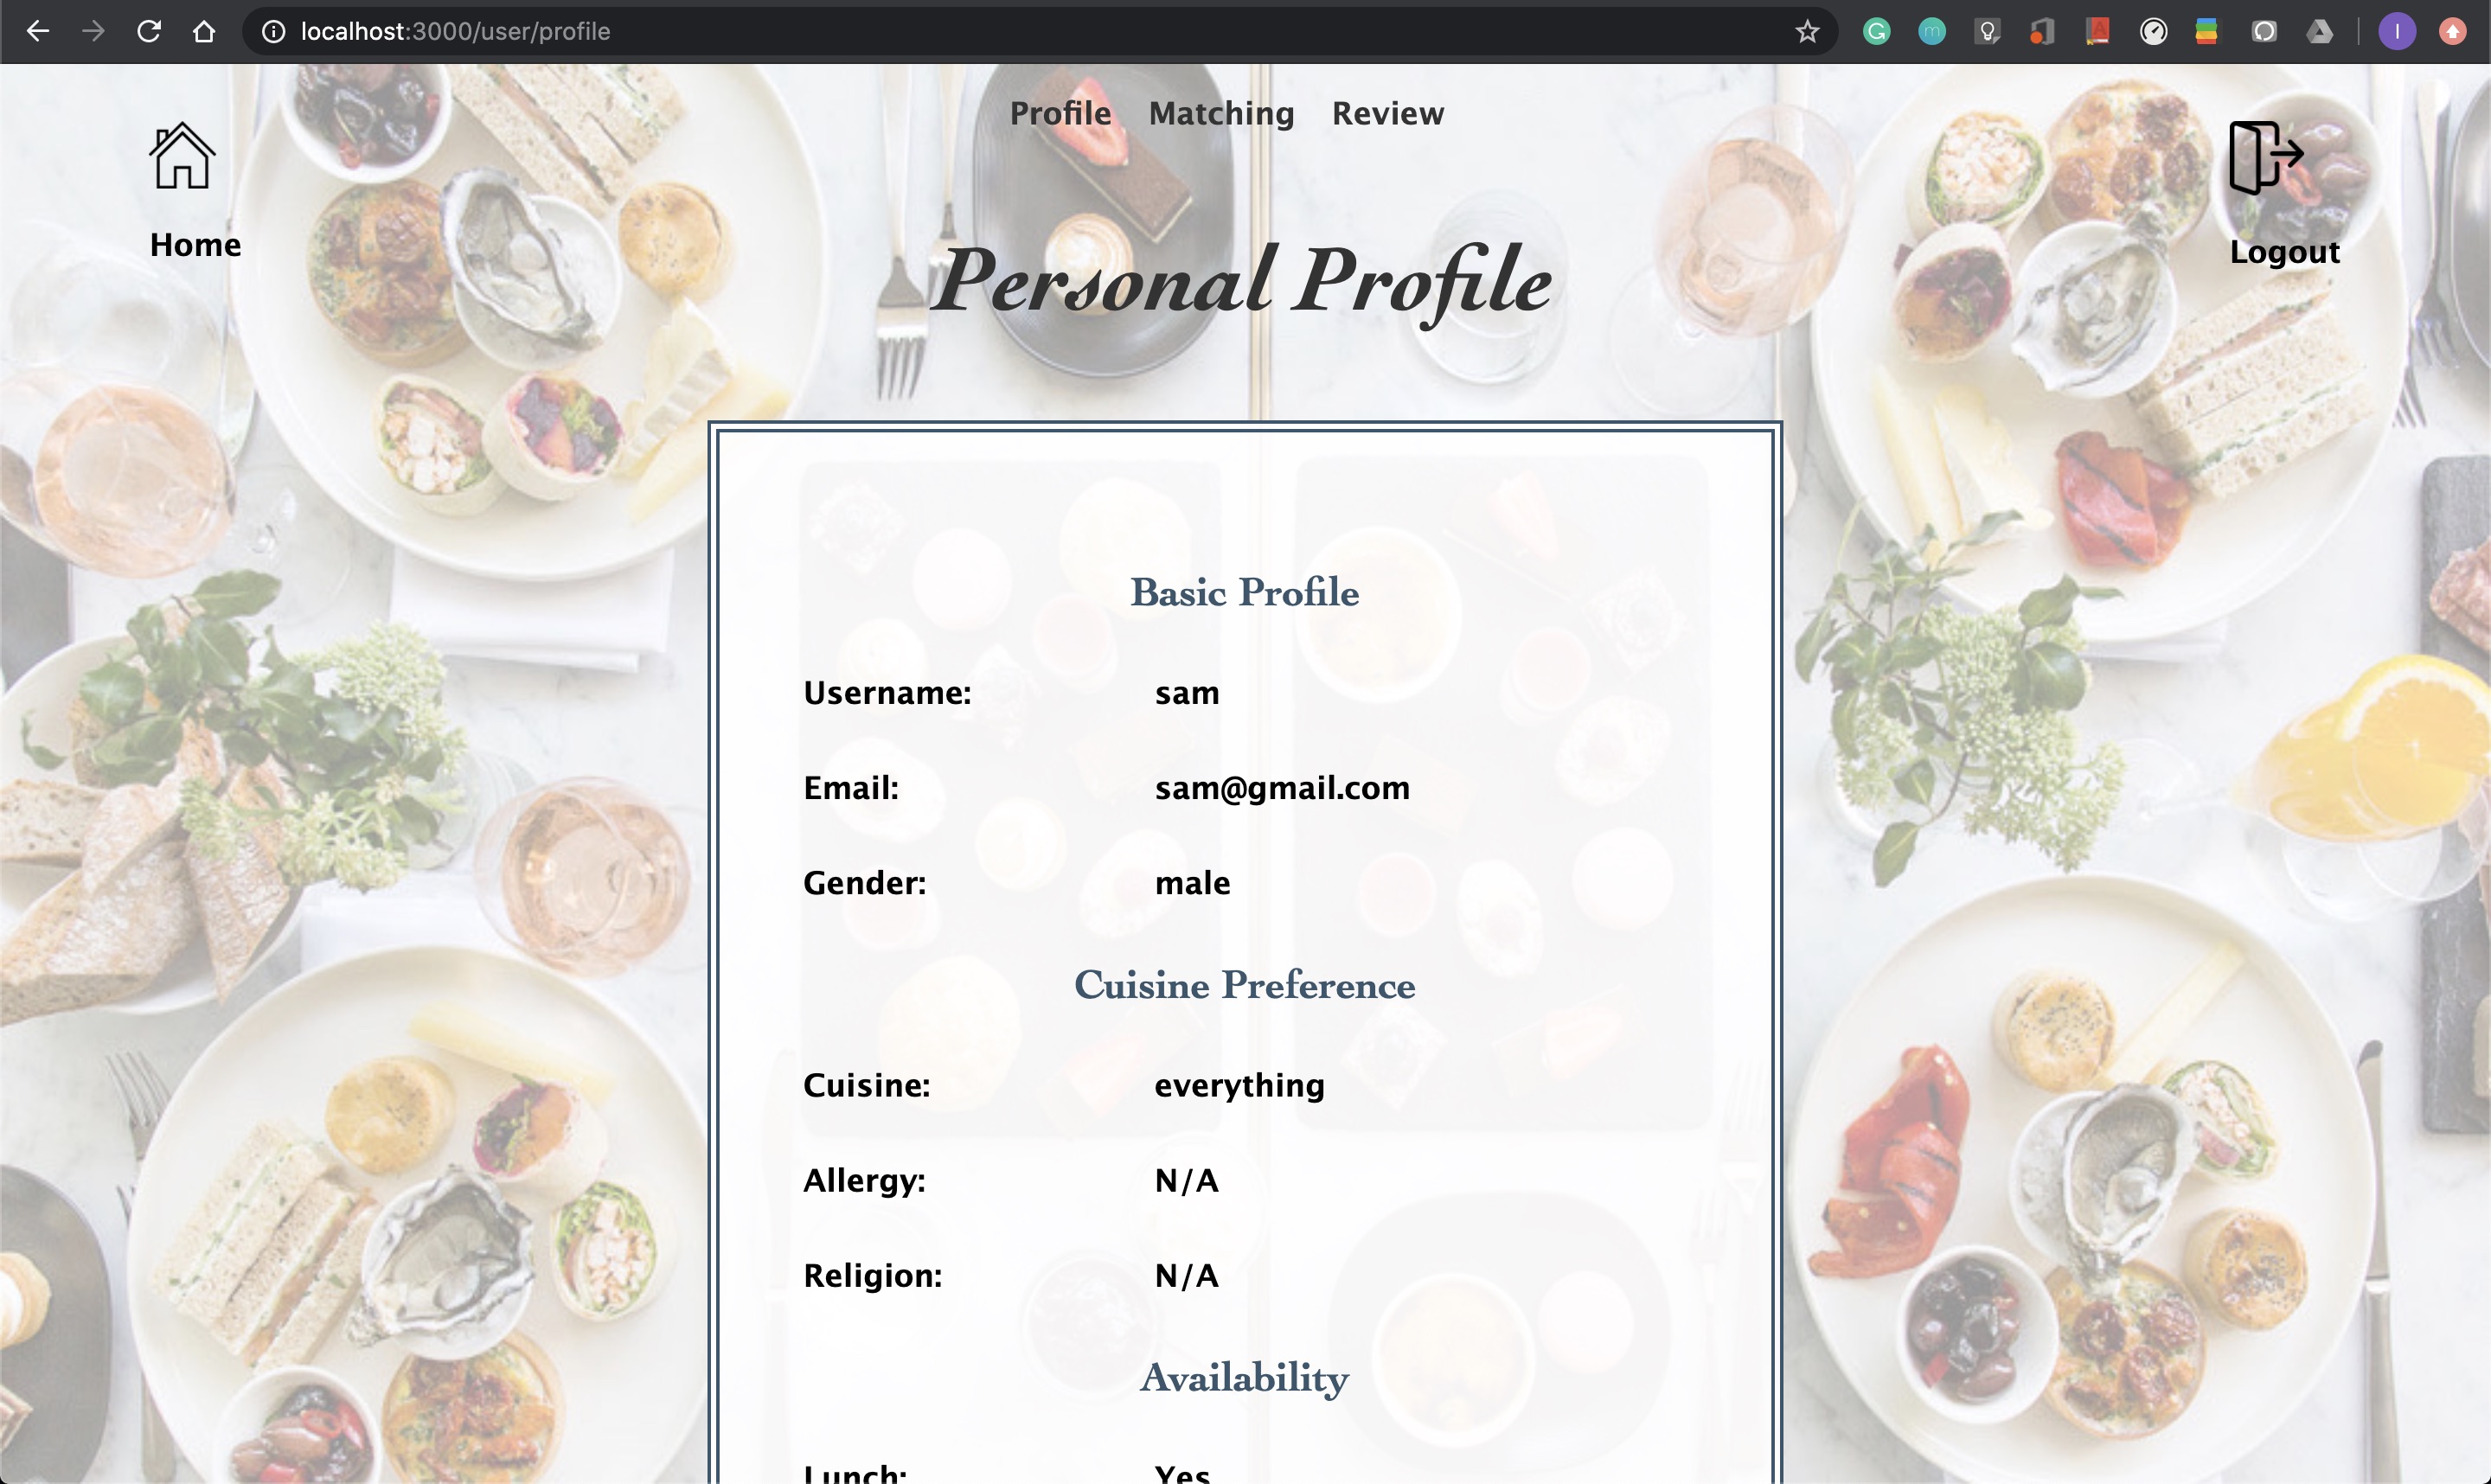 localhost:3000/user/profile
Profile Matching Review
Home
Logout
Personal Profile
Basic Profile
Username: sam
Email: sam@gmail.com
Gender: male
Cuisine Preference
Cuisine: everything
Allergy: N/A
Religion: N/A
Availability
Lunch: Yes